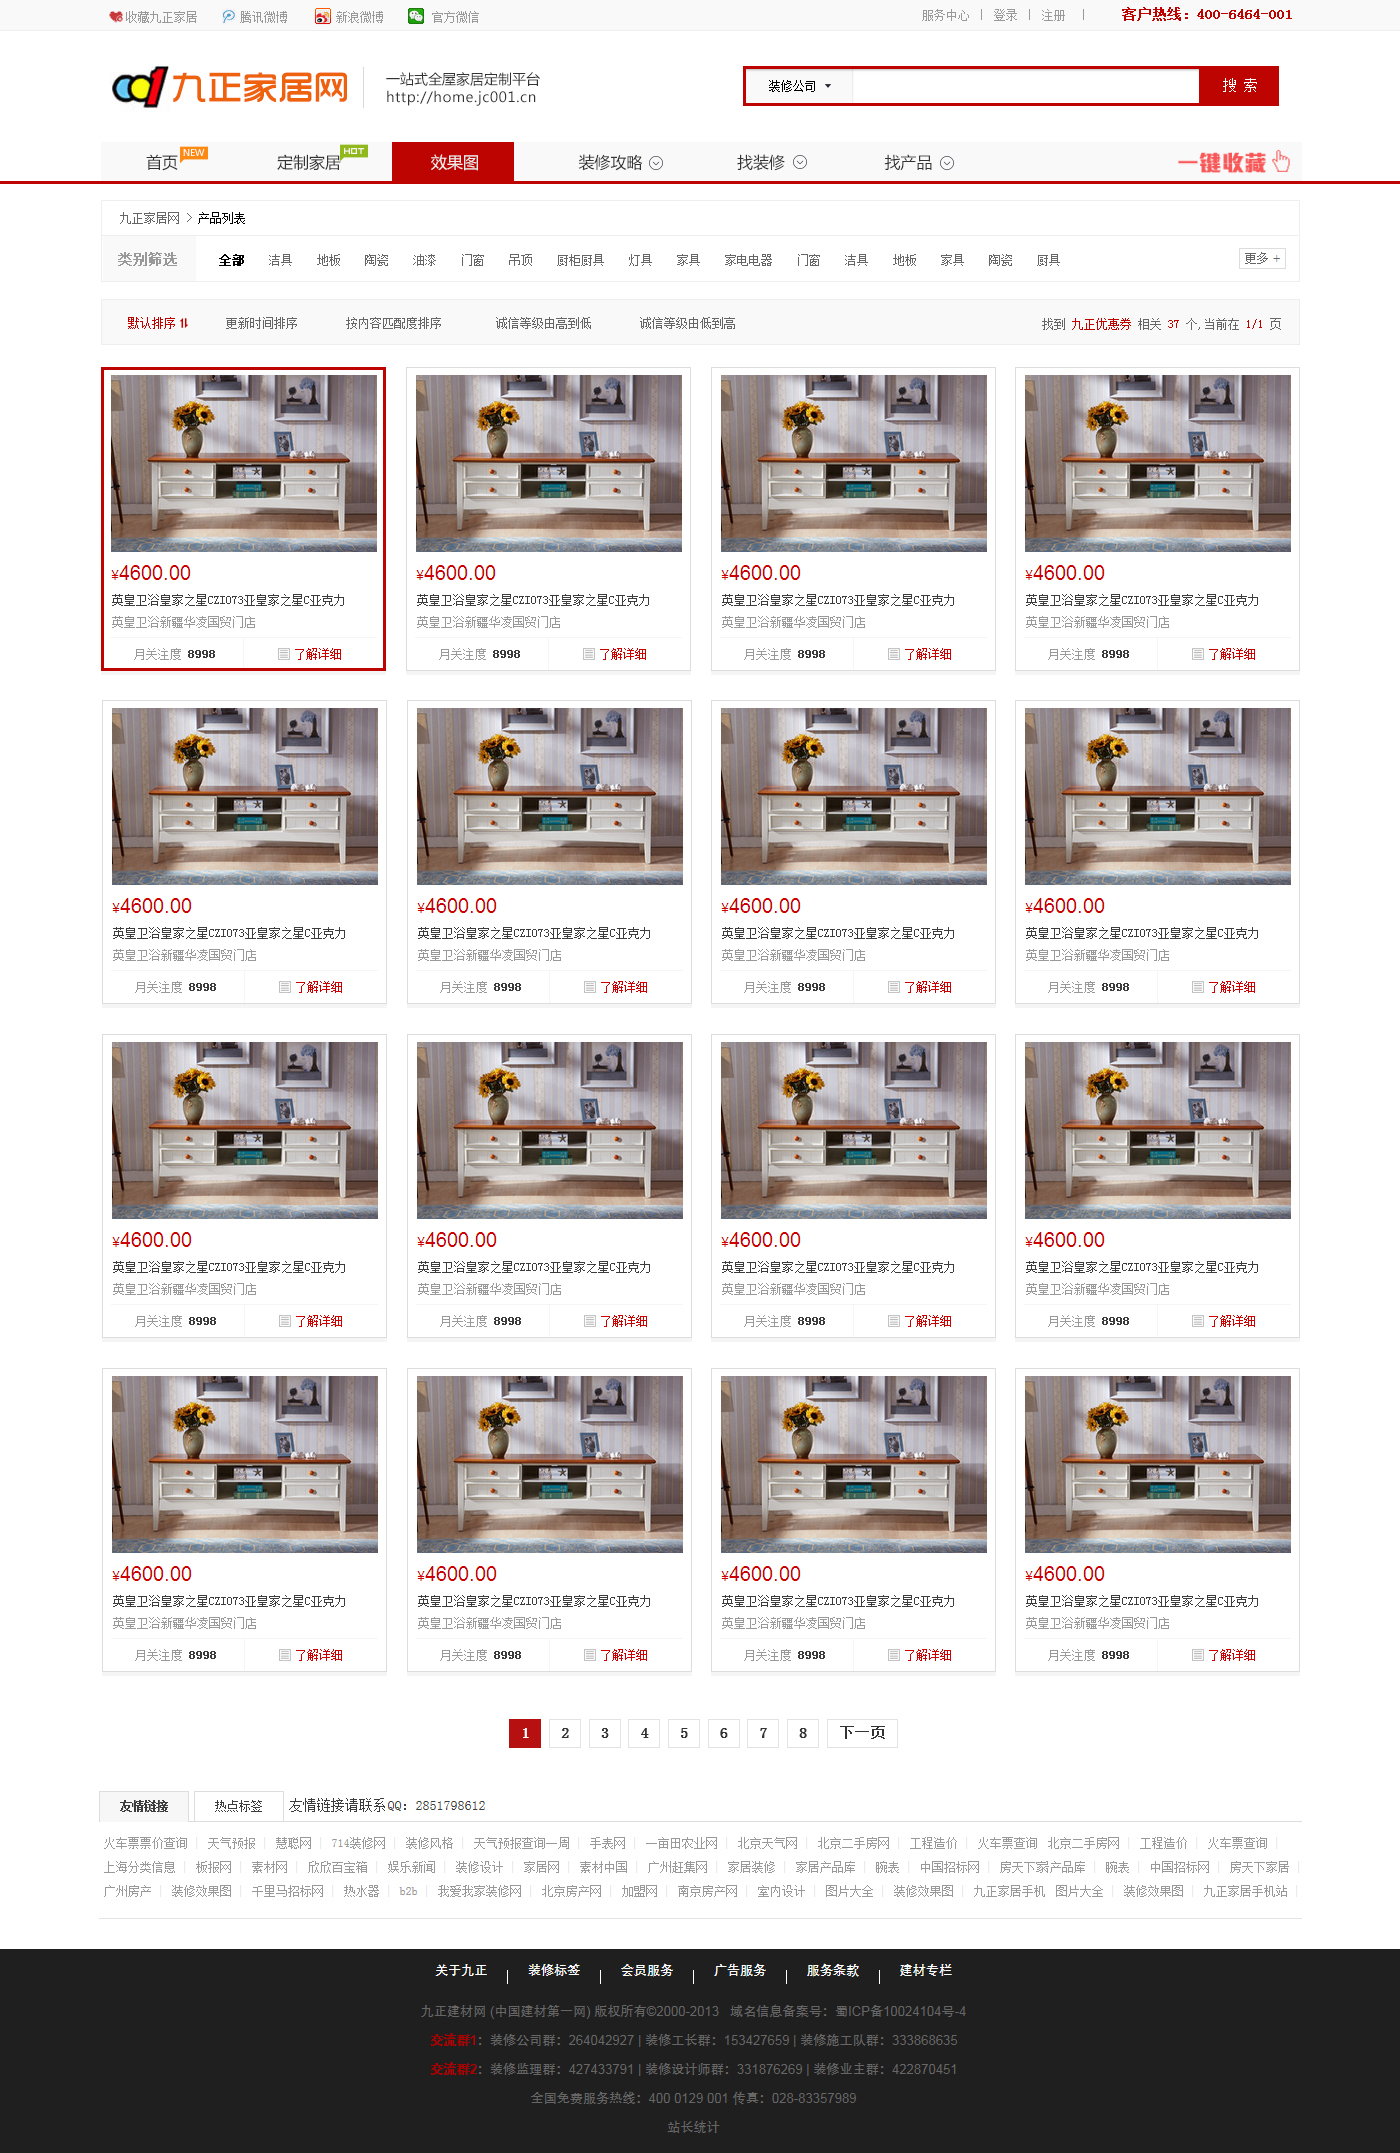 收藏九正家居 腾讯微博 新浪微博 官方微信 服务中心 | 登录 | 注册 | 客户热线：400-6464-001
九正家居网 一站式全屋家居定制平台
http://home.jc001.cn
装修公司 搜 索
首页 NEW 定制家居 HOT 效果图 装修攻略 找装修 找产品 一键收藏
九正家居网 > 产品列表
类别筛选 全部 洁具 地板 陶瓷 油漆 门窗 吊顶 厨柜厨具 灯具 家具 家电电器 门窗 洁具 地板 家具 陶瓷 厨具 更多 +
默认排序 更新时间排序 按内容匹配度排序 诚信等级由高到低 诚信等级由低到高 找到 九正优惠券 相关 37 个, 当前在 1/1 页
¥4600.00 ¥4600.00 ¥4600.00 ¥4600.00
英皇卫浴皇家之星CZI073亚皇家之星C亚克力 英皇卫浴皇家之星CZI073亚皇家之星C亚克力 英皇卫浴皇家之星CZI073亚皇家之星C亚克力 英皇卫浴皇家之星CZI073亚皇家之星C亚克力
英皇卫浴新疆华凌国贸门店 英皇卫浴新疆华凌国贸门店 英皇卫浴新疆华凌国贸门店 英皇卫浴新疆华凌国贸门店
月关注度 8998 了解详细 月关注度 8998 了解详细 月关注度 8998 了解详细 月关注度 8998 了解详细
¥4600.00 ¥4600.00 ¥4600.00 ¥4600.00
英皇卫浴皇家之星CZI073亚皇家之星C亚克力 英皇卫浴皇家之星CZI073亚皇家之星C亚克力 英皇卫浴皇家之星CZI073亚皇家之星C亚克力 英皇卫浴皇家之星CZI073亚皇家之星C亚克力
英皇卫浴新疆华凌国贸门店 英皇卫浴新疆华凌国贸门店 英皇卫浴新疆华凌国贸门店 英皇卫浴新疆华凌国贸门店
月关注度 8998 了解详细 月关注度 8998 了解详细 月关注度 8998 了解详细 月关注度 8998 了解详细
¥4600.00 ¥4600.00 ¥4600.00 ¥4600.00
英皇卫浴皇家之星CZI073亚皇家之星C亚克力 英皇卫浴皇家之星CZI073亚皇家之星C亚克力 英皇卫浴皇家之星CZI073亚皇家之星C亚克力 英皇卫浴皇家之星CZI073亚皇家之星C亚克力
英皇卫浴新疆华凌国贸门店 英皇卫浴新疆华凌国贸门店 英皇卫浴新疆华凌国贸门店 英皇卫浴新疆华凌国贸门店
月关注度 8998 了解详细 月关注度 8998 了解详细 月关注度 8998 了解详细 月关注度 8998 了解详细
¥4600.00 ¥4600.00 ¥4600.00 ¥4600.00
英皇卫浴皇家之星CZI073亚皇家之星C亚克力 英皇卫浴皇家之星CZI073亚皇家之星C亚克力 英皇卫浴皇家之星CZI073亚皇家之星C亚克力 英皇卫浴皇家之星CZI073亚皇家之星C亚克力
英皇卫浴新疆华凌国贸门店 英皇卫浴新疆华凌国贸门店 英皇卫浴新疆华凌国贸门店 英皇卫浴新疆华凌国贸门店
月关注度 8998 了解详细 月关注度 8998 了解详细 月关注度 8998 了解详细 月关注度 8998 了解详细
1 2 3 4 5 6 7 8 下一页
友情链接 热点标签 友情链接请联系QQ：2851798612
火车票票价查询 | 天气预报 | 慧聪网 | 714装修网 | 装修风格 | 天气预报查询一周 | 手表网 | 一亩田农业网 | 北京天气网 | 北京二手房网 | 工程造价 | 火车票查询 北京二手房网 | 工程造价 | 火车票查询 |
上海分类信息 | 板报网 | 素材网 | 欣欣百宝箱 | 娱乐新闻 | 装修设计 | 家居网 | 素材中国 | 广州赶集网 | 家居装修 | 家居产品库 | 腕表 | 中国招标网 | 房天下家产品库 | 腕表 | 中国招标网 | 房天下家居 |
广州房产 | 装修效果图 | 千里马招标网 | 热水器 | b2b | 我爱我家装修网 | 北京房产网 | 加盟网 | 南京房产网 | 室内设计 | 图片大全 | 装修效果图 | 九正家居手机 图片大全 | 装修效果图 | 九正家居手机站 |
关于九正 | 装修标签 | 会员服务 | 广告服务 | 服务条款 | 建材专栏
九正建材网 (中国建材第一网) 版权所有©2000-2013 域名信息备案号：蜀ICP备10024104号-4
交流群1：装修公司群：264042927 | 装修工长群：153427659 | 装修施工队群：333868635
交流群2：装修监理群：427433791 | 装修设计师群：331876269 | 装修业主群：422870451
全国免费服务热线：400 0129 001 传真：028-83357989
站长统计